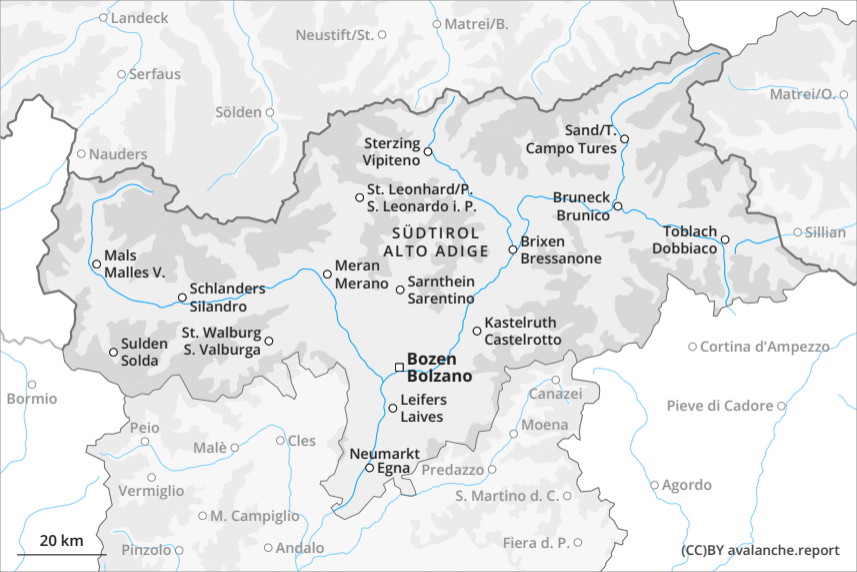 Landeck
Matrei/B.
Neustift/St.
Serfaus
Matrei/O.
Sölden
Sand/T.
Campo Tures
Sterzing
Vipiteno
Nauders
St. Leonhard/P.
S. Leonardo i. P.
Bruneck
Brunico
SÜDTIROL
ALTO ADIGE
Toblach
Dobbiaco
Sillian
Brixen
Bressanone
Mals
Malles V.
Meran
Merano
Sarnthein
Sarentino
Schlanders
Silandro
Kastelruth
Castelrotto
St. Walburg
S. Valburga
Sulden
Solda
Cortina d'Ampezzo
Bozen
Bolzano
Bormio
Canazei
Leifers
Laives
Pieve di Cadore
Peio
Moena
Cles
Malè
Neumarkt
Egna
Predazzo
Vermiglio
Agordo
S. Martino d. C.
M. Campiglio
20 km
Pinzolo
Andalo
Fiera d. P.
(CC)BY avalanche.report